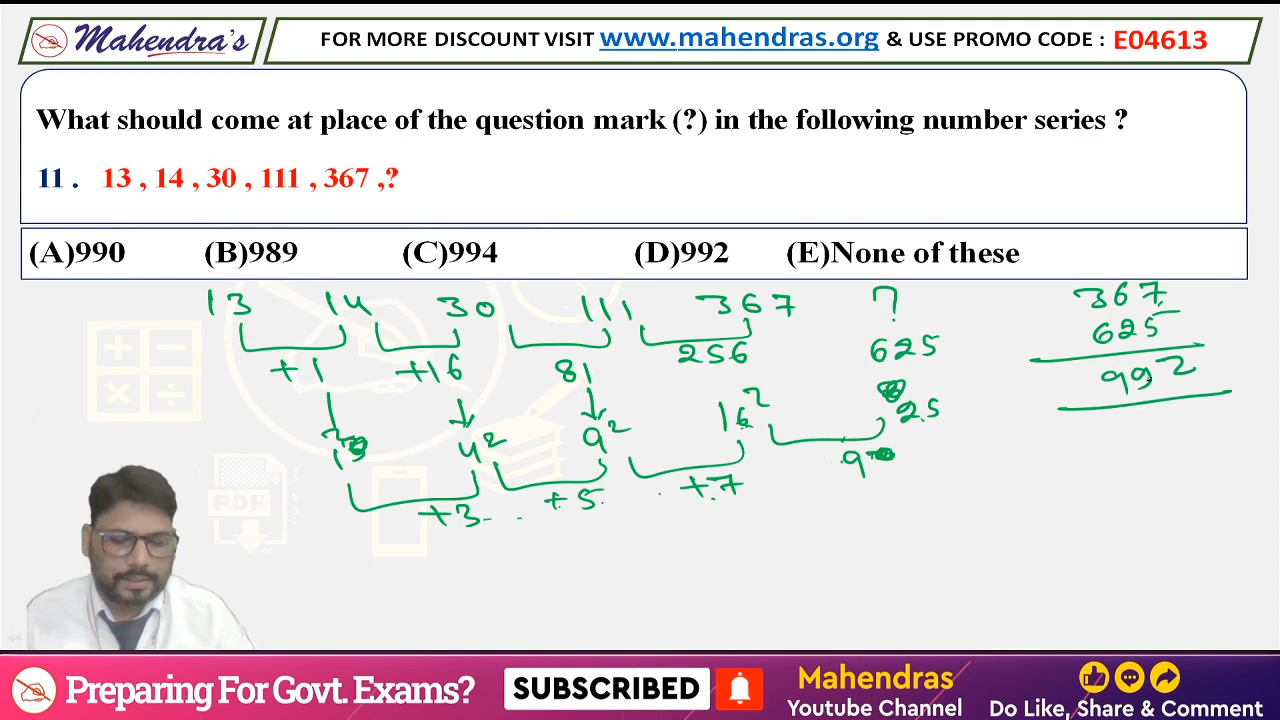 Mahendra's
FOR MORE DISCOUNT VISIT www.mahendras.org & USE PROMO CODE : E04613
What should come at place of the question mark (?) in the following number series ?
11 . 13 , 14 , 30 , 111 , 367 ,?
(A)990 (B)989 (C)994 (D)992 (E)None of these
13 14 30 111 367 ? 367
+1 +16 81 256 625 625
992
4² 9² 16² 25
+3 +5 +7 9
PDF
Preparing For Govt. Exams?
SUBSCRIBED
Mahendras
Youtube Channel
Do Like, Share & Comment